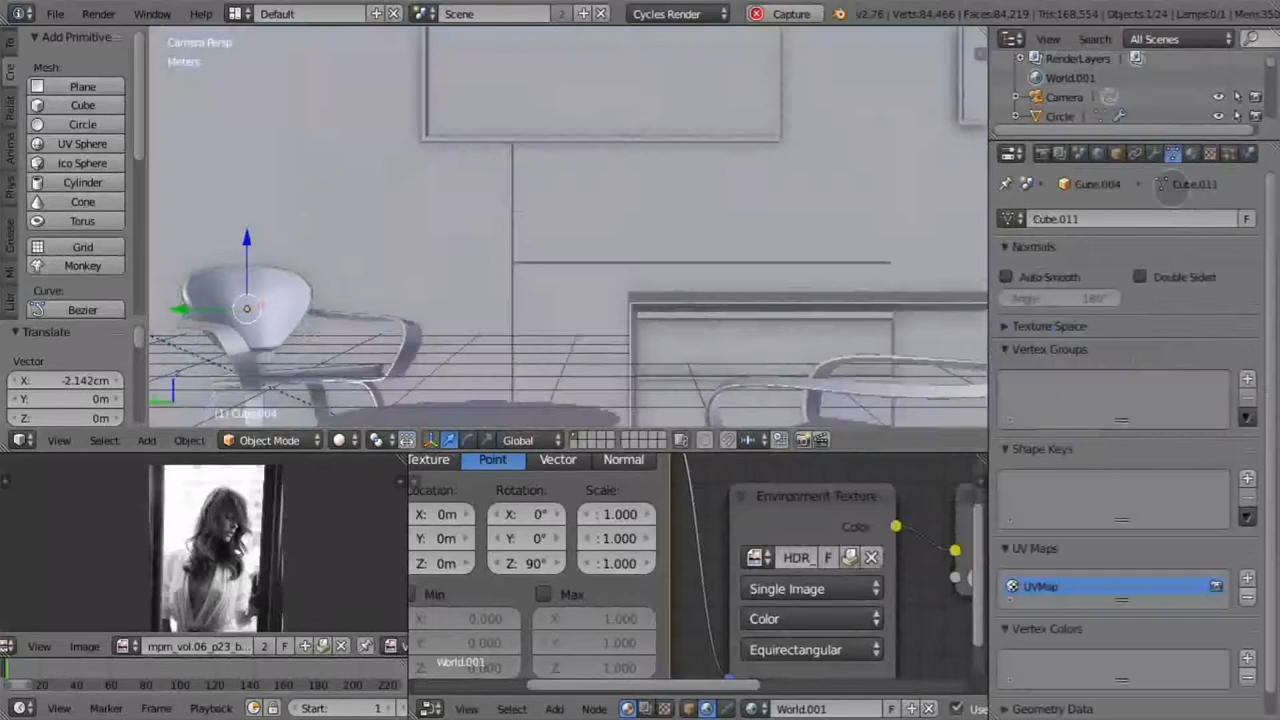 File Render Window Help Default Scene 2 Cycles Render Capture v2.76 | Verts:84,466 | Faces:84,219 | Tris:168,554 | Objects:1/24 | Lamps:0/1
Add Primitive
Mesh:
Plane
Cube
Circle
UV Sphere
Ico Sphere
Cylinder
Cone
Torus
Grid
Monkey
Curve:
Bezier
Translate
Vector
X: -2.142cm
Y: 0m
Z: 0m
Camera Persp
Meters
(1) Cube.004
View Select Add Object Object Mode Global
View Search All Scenes
RenderLayers
World.001
Camera
Circle
Cube.004 Cube.011
Cube.011 F
Normals
Auto Smooth Double Sided
Angle: 180°
Texture Space
Vertex Groups
Shape Keys
UV Maps
UVMap
Vertex Colors
Geometry Data
View Image mpm_vol.06_p23_b... 2 F
20 40 60 80 100 120 140 160 180 200 220
View Marker Frame Playback Start: 1
Texture Point Vector Normal
Location: Rotation: Scale:
X: 0m X: 0° : 1.000
Y: 0m Y: 0° : 1.000
Z: 0m Z: 90° : 1.000
Min Max
X: 0.000 X: 1.000
Y: 0.000 Y: 1.000
Z: 0.000 Z: 1.000
World.001
Environment Texture
Color
HDR_ F
Single Image
Color
Equirectangular
View Select Add Node World.001 F Use